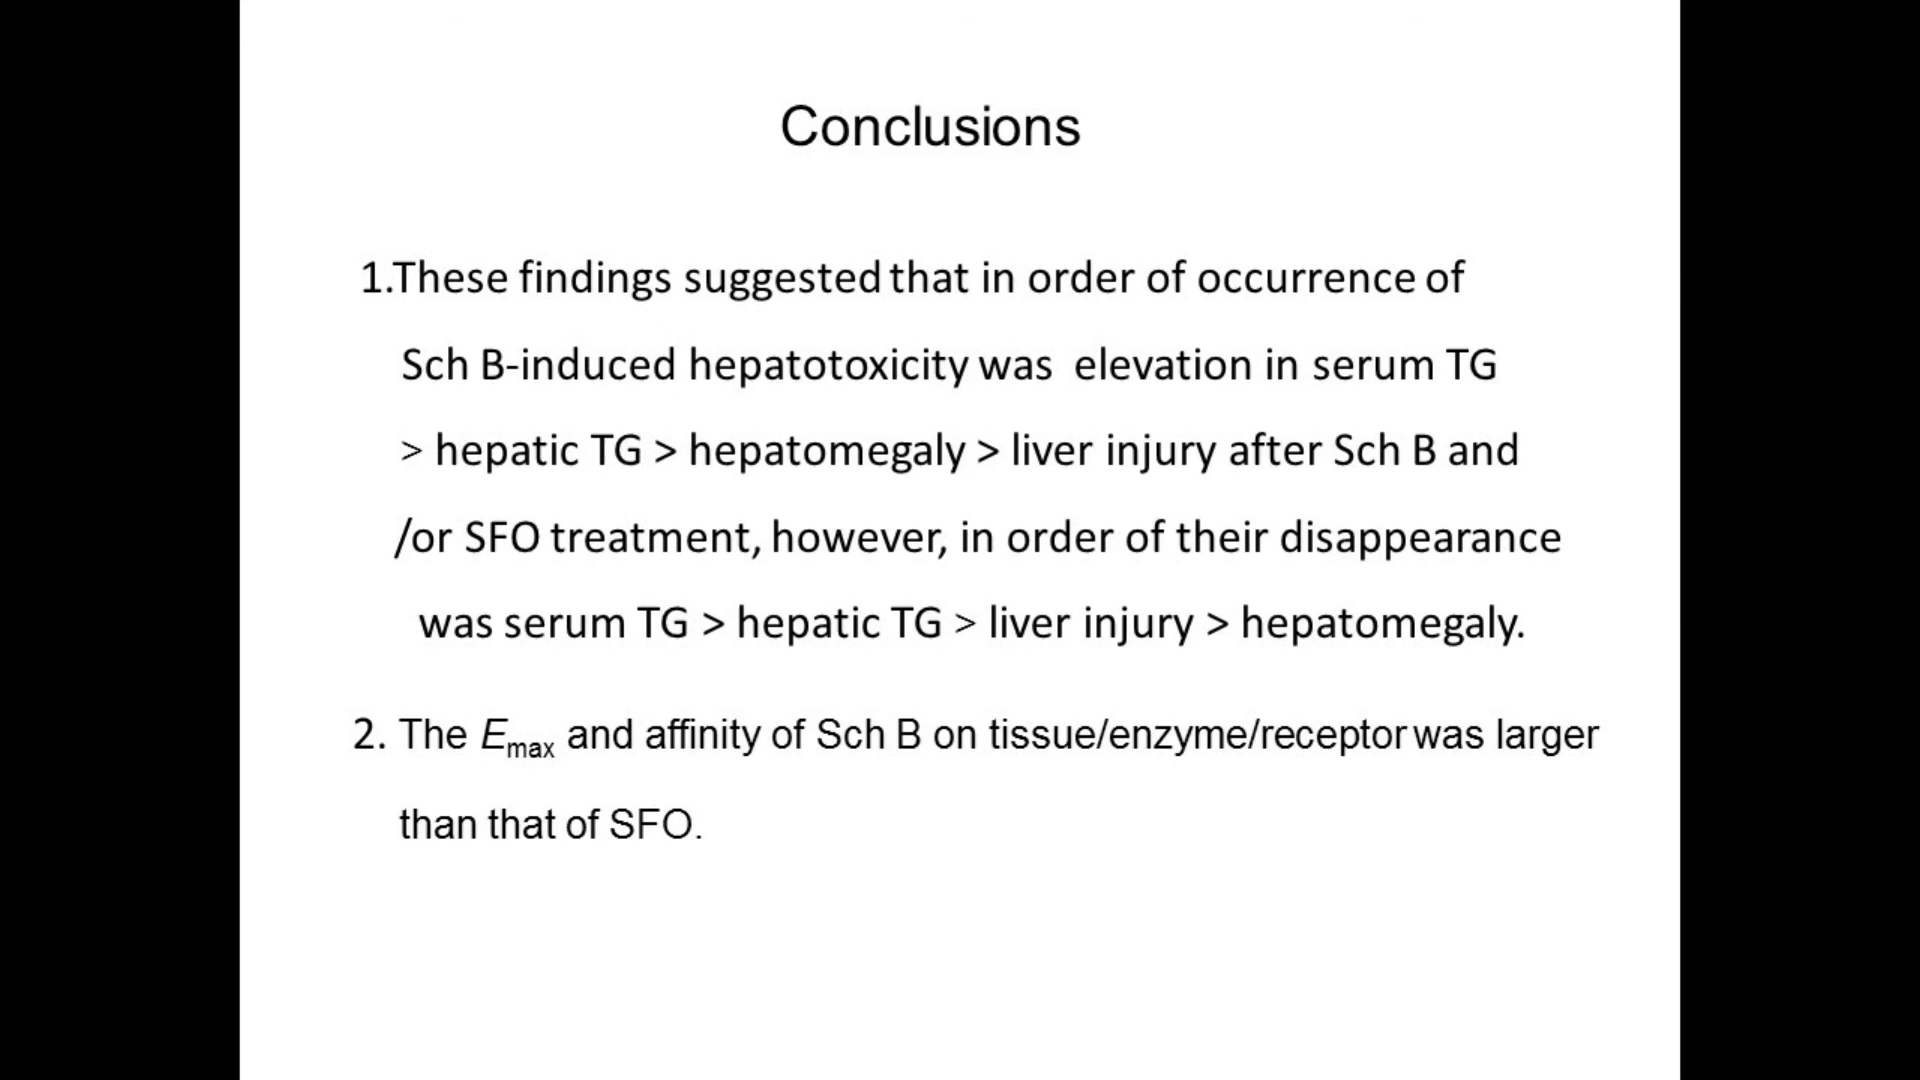 Conclusions
1.These findings suggested that in order of occurrence of
Sch B-induced hepatotoxicity was elevation in serum TG
> hepatic TG > hepatomegaly > liver injury after Sch B and
/or SFO treatment, however, in order of their disappearance
was serum TG > hepatic TG > liver injury > hepatomegaly.
2. The Emax and affinity of Sch B on tissue/enzyme/receptor was larger
than that of SFO.